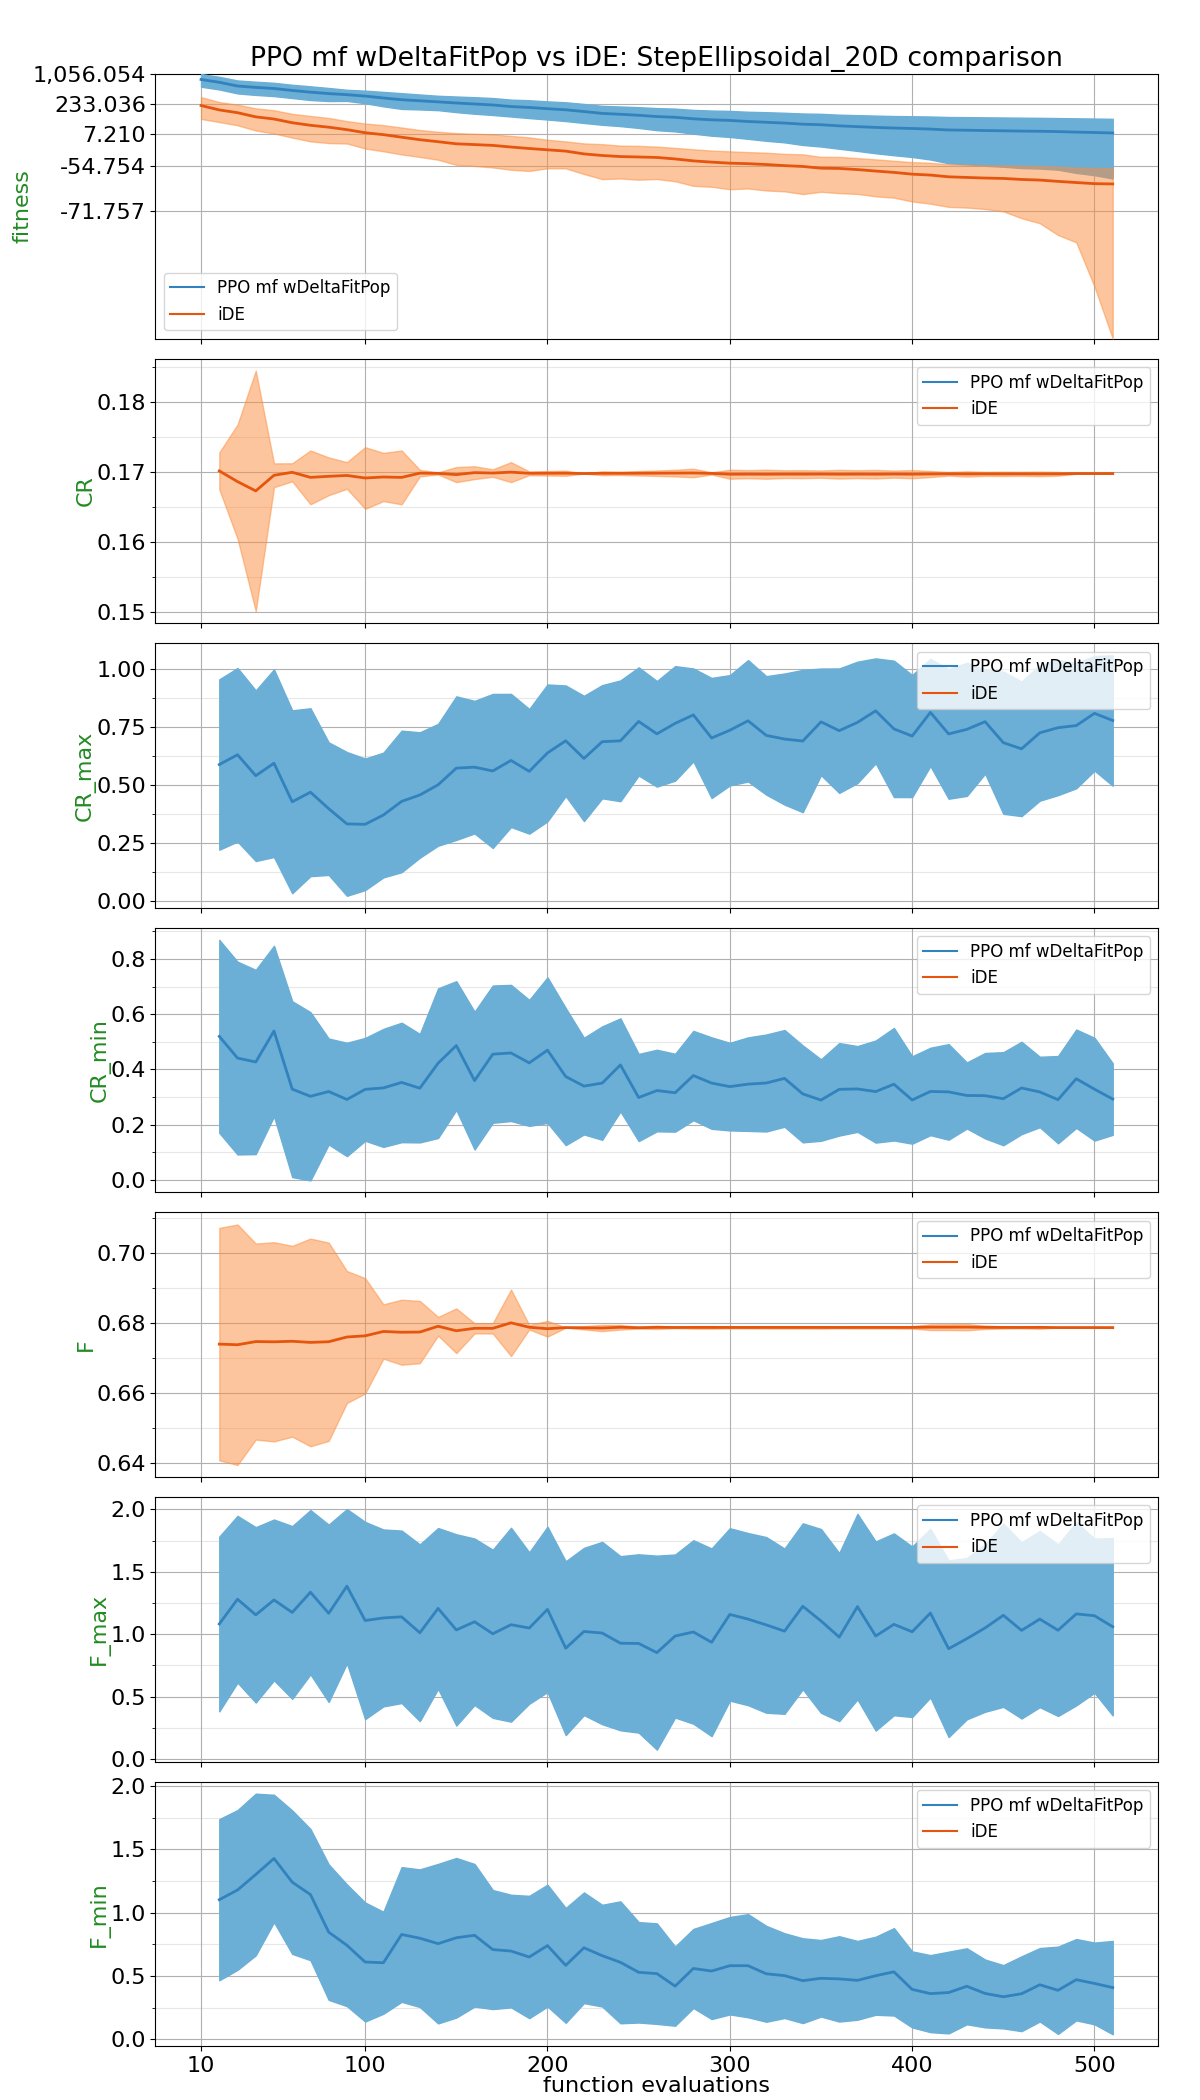 PPO mf wDeltaFitPop vs iDE: StepEllipsoidal_20D comparison
1,056.054
233.036
7.210
-54.754
-71.757
fitness
PPO mf wDeltaFitPop
iDE
0.18
0.17
0.16
0.15
CR
PPO mf wDeltaFitPop
iDE
1.00
0.75
0.50
0.25
0.00
CR_max
PPO mf wDeltaFitPop
iDE
0.8
0.6
0.4
0.2
0.0
CR_min
PPO mf wDeltaFitPop
iDE
0.70
0.68
0.66
0.64
F
PPO mf wDeltaFitPop
iDE
2.0
1.5
1.0
0.5
0.0
F_max
PPO mf wDeltaFitPop
iDE
2.0
1.5
1.0
0.5
0.0
F_min
PPO mf wDeltaFitPop
iDE
10 100 200 300 400 500
function evaluations